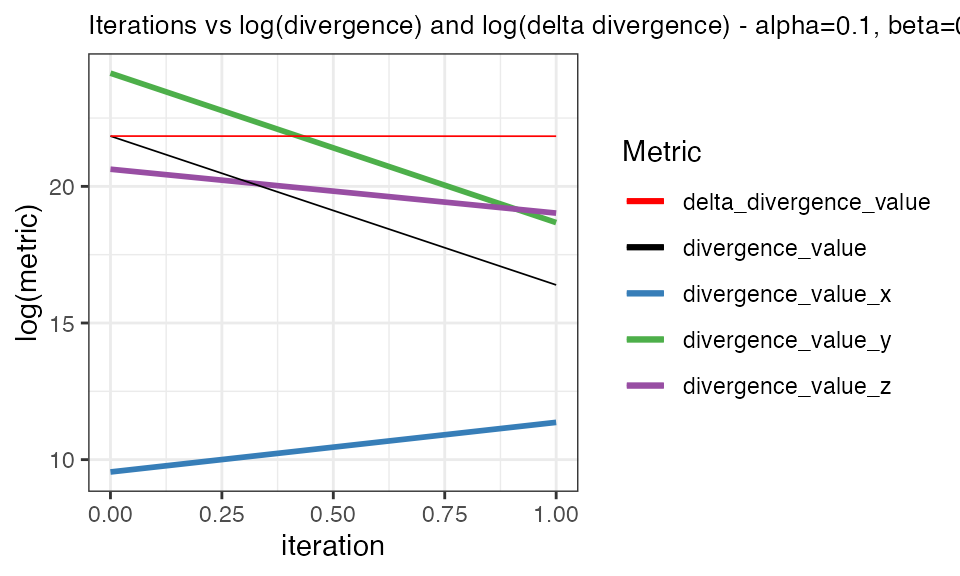 Iterations vs log(divergence) and log(delta divergence) - alpha=0.1, beta=
log(metric)
20
15
10
0.00 0.25 0.50 0.75 1.00
iteration
Metric
delta_divergence_value
divergence_value
divergence_value_x
divergence_value_y
divergence_value_z